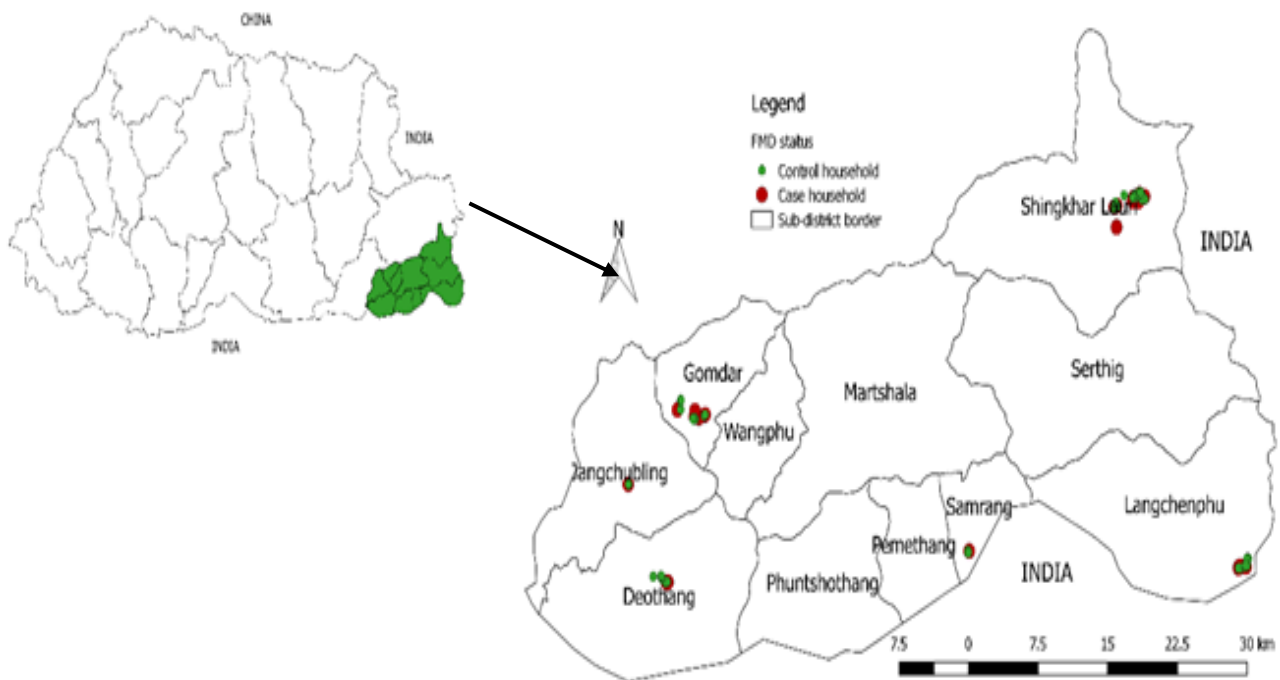 CHINA
INDIA
INDIA
N
Legend
FMD status
Control household
Case household
Sub-district border
Shingkhar Lauri
INDIA
Serthig
Gomdar
Martshala
Wangphu
Jangchubling
Samrang
Langchenphu
Pemethang
Phuntshothang
INDIA
Deothang
7.5 0 7.5 15 22.5 30 km